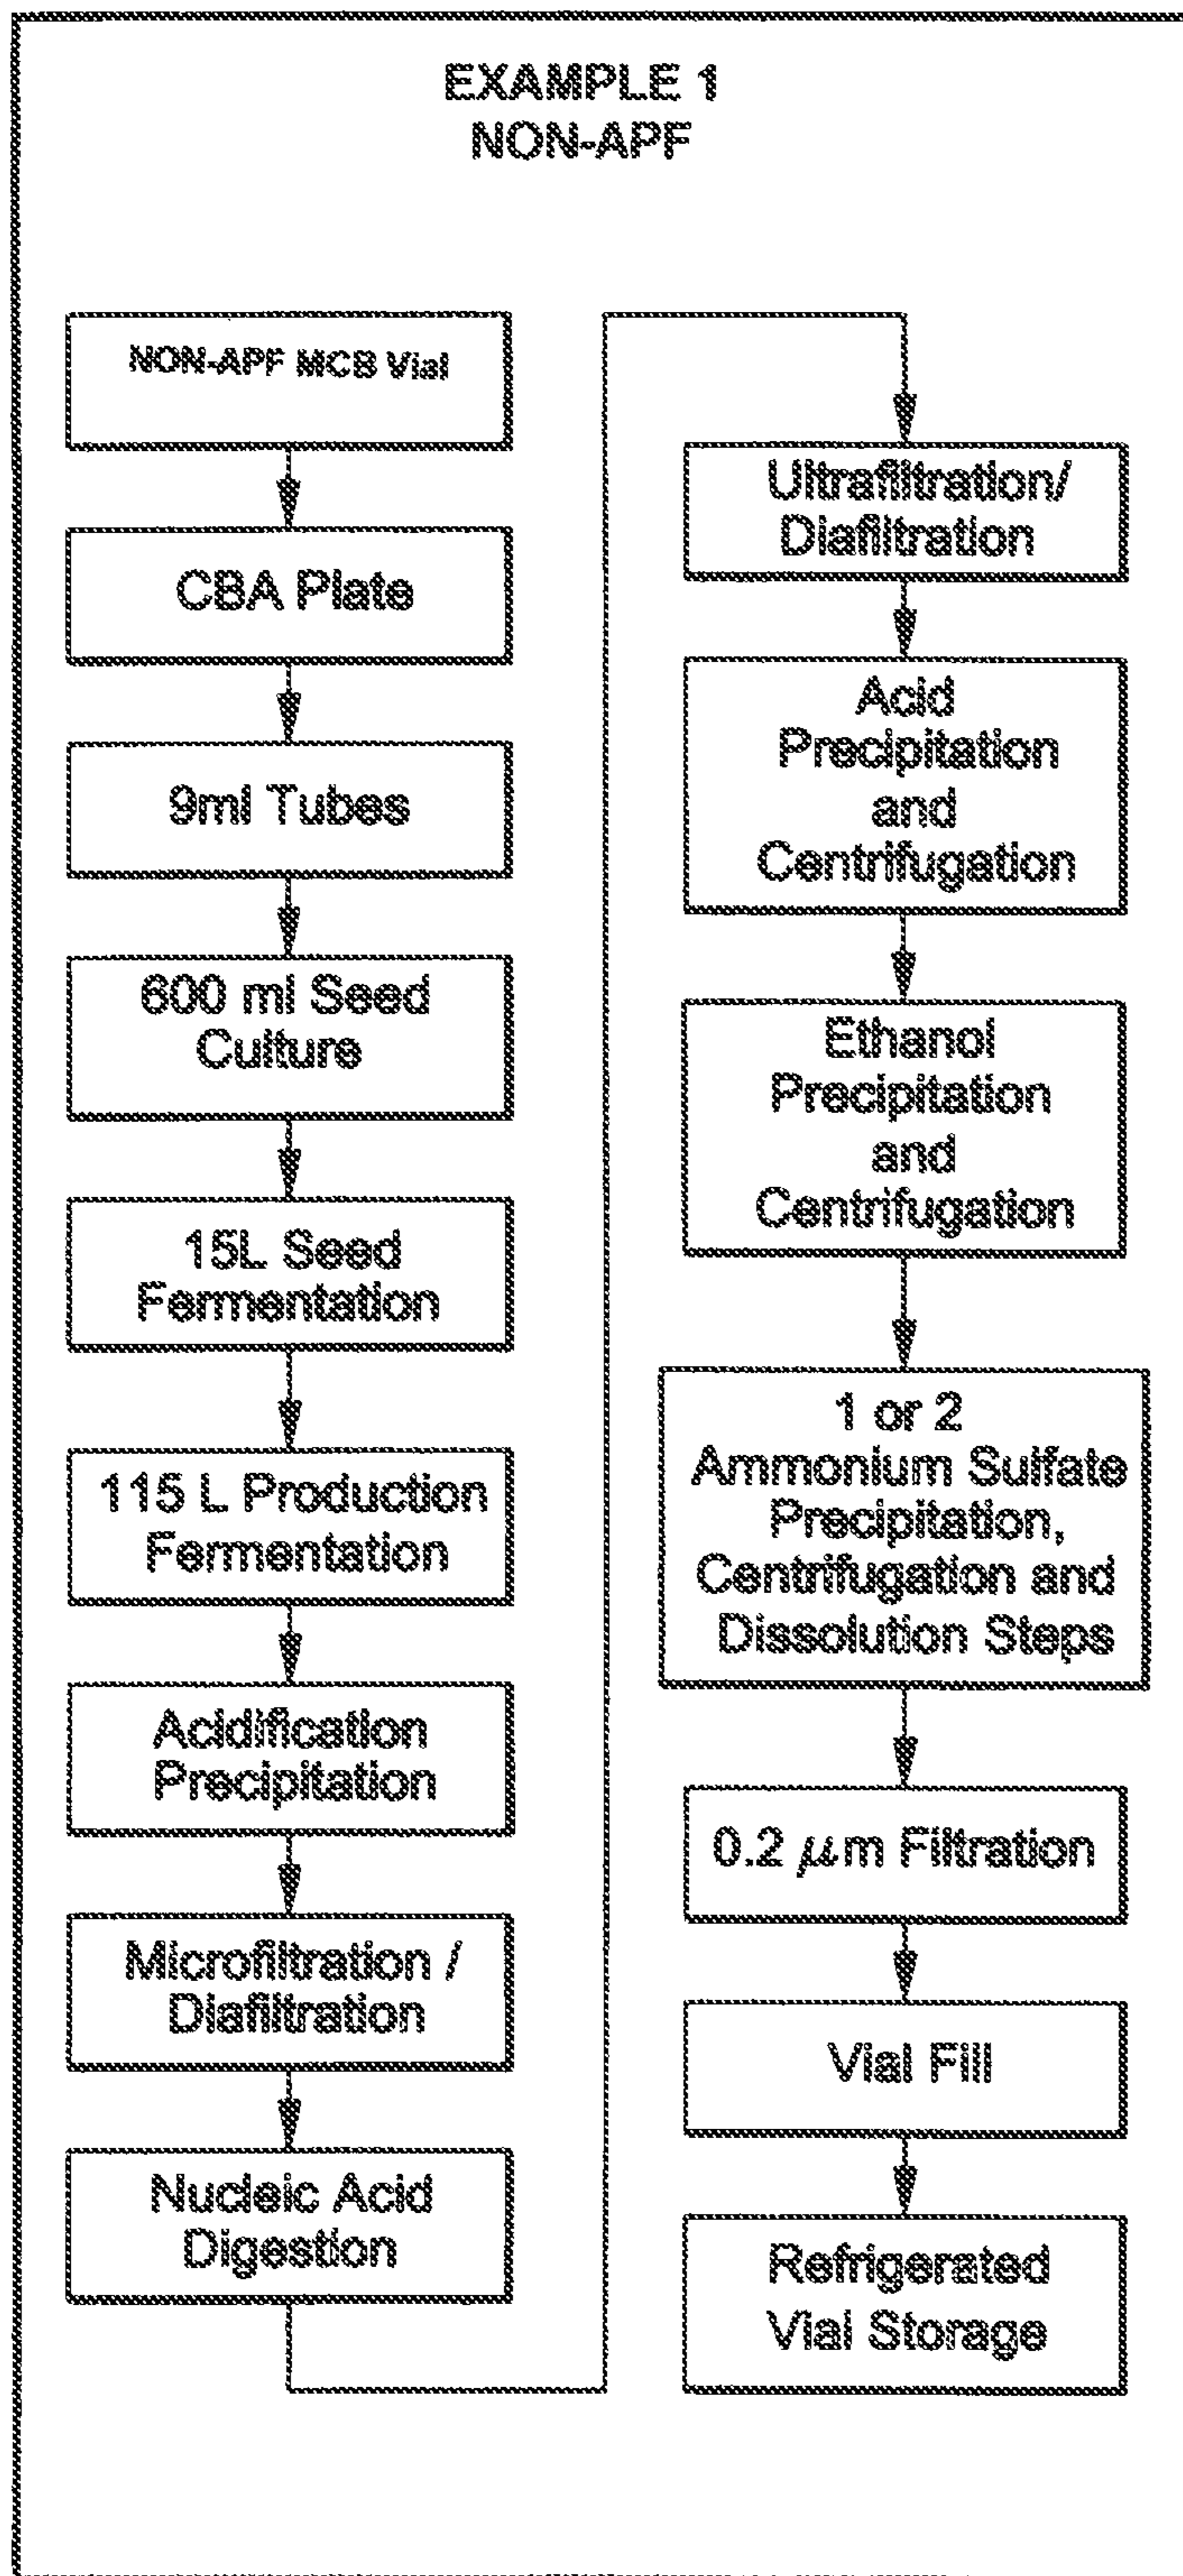 EXAMPLE 1
NON-APF
NON-APF MCB Vial
CBA Plate
9ml Tubes
600 ml Seed
Culture
15L Seed
Fermentation
115 L Production
Fermentation
Acidification
Precipitation
Microfiltration /
Diafiltration
Nucleic Acid
Digestion
Ultrafiltration/
Diafiltration
Acid
Precipitation
and
Centrifugation
Ethanol
Precipitation
and
Centrifugation
1 or 2
Ammonium Sulfate
Precipitation,
Centrifugation and
Dissolution Steps
0.2 μm Filtration
Vial Fill
Refrigerated
Vial Storage